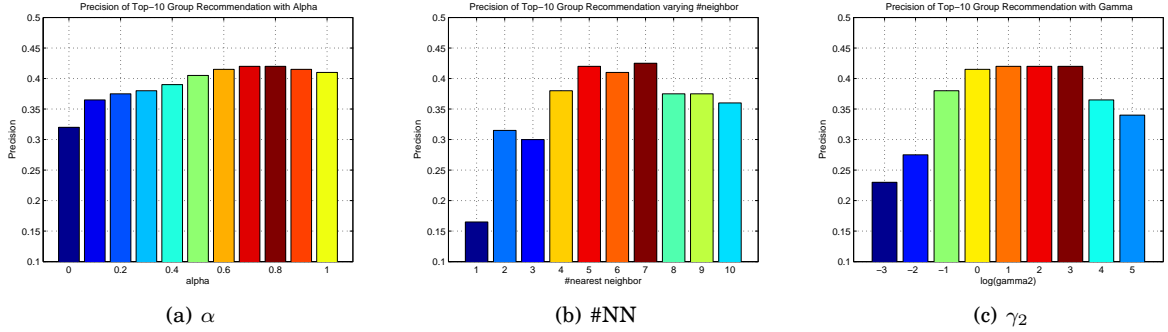 Precision of Top-10 Group Recommendation with Alpha
0.5
0.45
0.4
0.35
0.3
0.25
0.2
0.15
0.1
Precision
0 0.2 0.4 0.6 0.8 1
alpha
(a) α
Precision of Top-10 Group Recommendation varying #neighbor
0.5
0.45
0.4
0.35
0.3
0.25
0.2
0.15
0.1
Precision
1 2 3 4 5 6 7 8 9 10
#nearest neighbor
(b) #NN
Precision of Top-10 Group Recommendation with Gamma
0.5
0.45
0.4
0.35
0.3
0.25
0.2
0.15
0.1
Precision
−3 −2 −1 0 1 2 3 4 5
log(gamma2)
(c) γ2